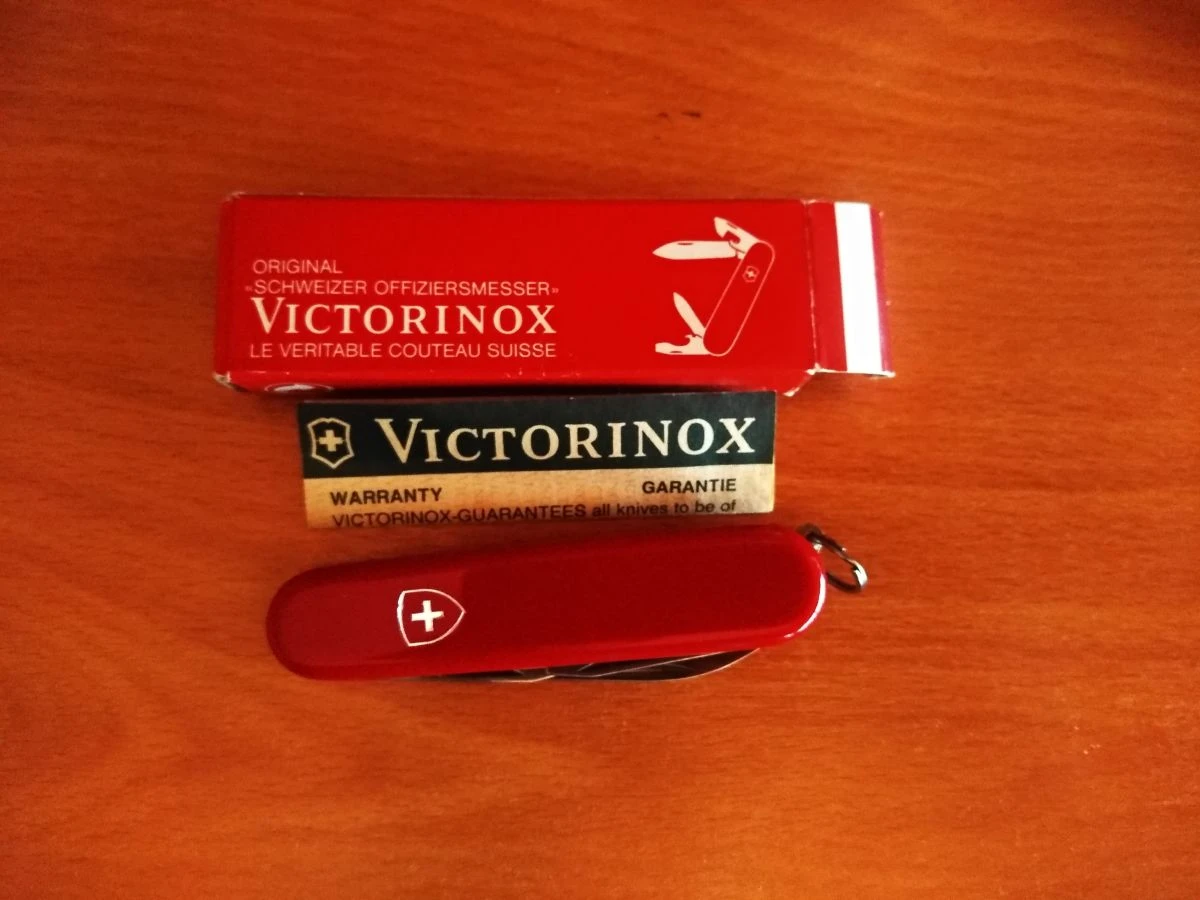 ORIGINAL
»SCHWEIZER OFFIZIERSMESSER»
VICTORINOX
LE VERITABLE COUTEAU SUISSE
VICTORINOX
WARRANTY GARANTIE
VICTORINOX-GUARANTEES all knives to be of